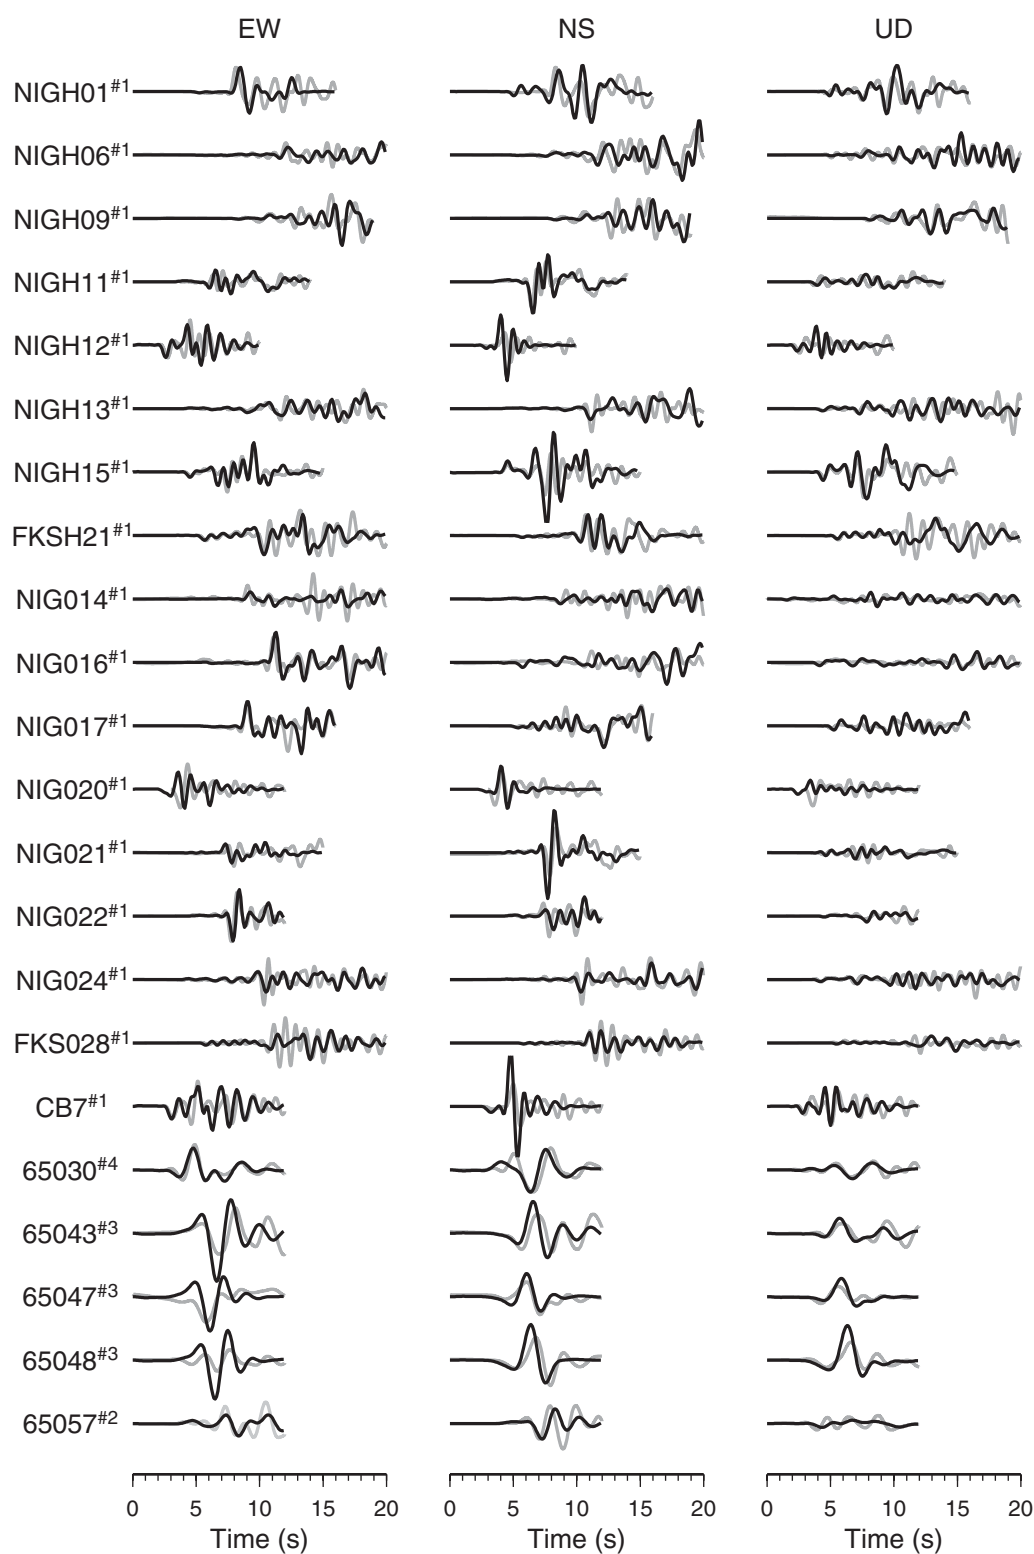 EW NS UD
NIGH01#1
NIGH06#1
NIGH09#1
NIGH11#1
NIGH12#1
NIGH13#1
NIGH15#1
FKSH21#1
NIG014#1
NIG016#1
NIG017#1
NIG020#1
NIG021#1
NIG022#1
NIG024#1
FKS028#1
CB7#1
65030#4
65043#3
65047#3
65048#3
65057#2
0 5 10 15 20 0 5 10 15 20 0 5 10 15 20
Time (s) Time (s) Time (s)